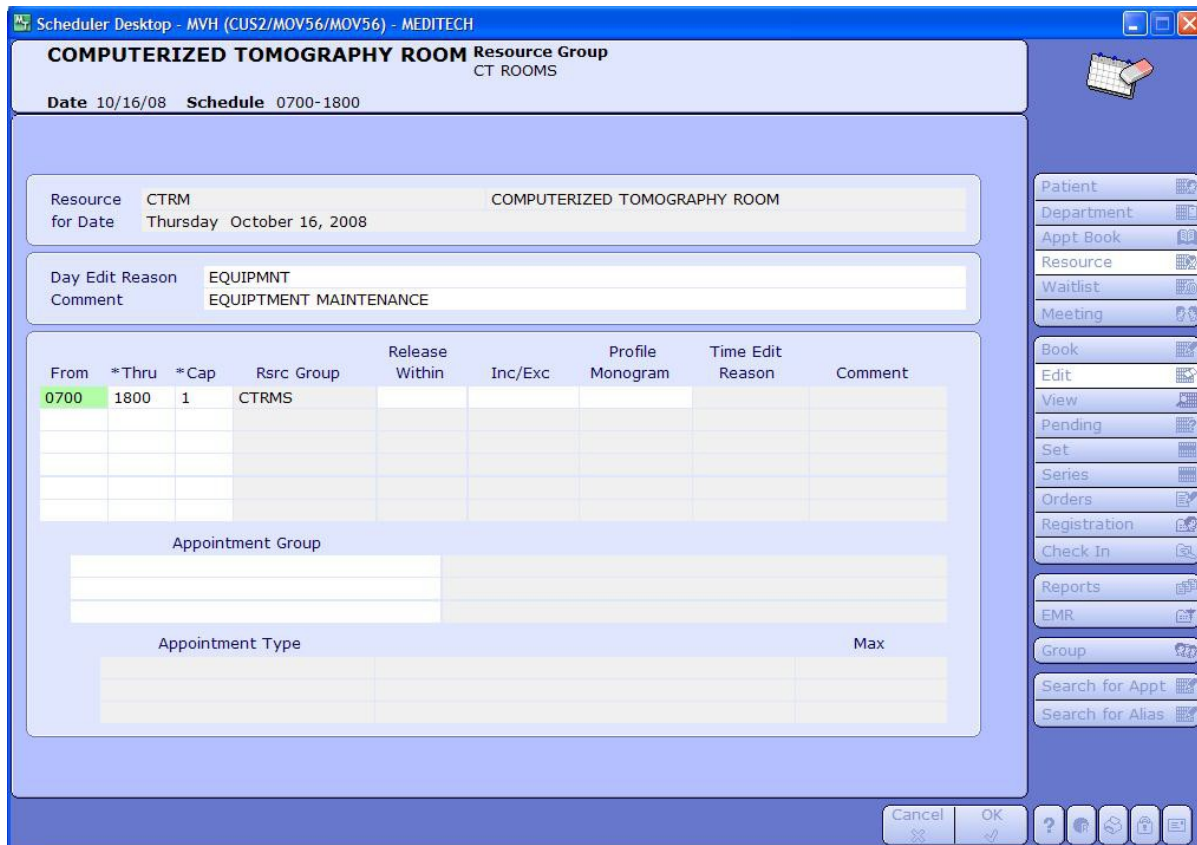 Scheduler Desktop - MVH (CUS2/MOV56/MOV56) - MEDITECH
COMPUTERIZED TOMOGRAPHY ROOM Resource Group
CT ROOMS
Date 10/16/08 Schedule 0700-1800
Resource CTRM COMPUTERIZED TOMOGRAPHY ROOM
for Date Thursday October 16, 2008
Day Edit Reason EQUIPMNT
Comment EQUIPTMENT MAINTENANCE
Release Profile Time Edit
From *Thru *Cap Rsrc Group Within Inc/Exc Monogram Reason Comment
0700 1800 1 CTRMS
Appointment Group
Appointment Type Max
Patient
Department
Appt Book
Resource
Waitlist
Meeting
Book
Edit
View
Pending
Set
Series
Orders
Registration
Check In
Reports
EMR
Group
Search for Appt
Search for Alias
Cancel OK ?